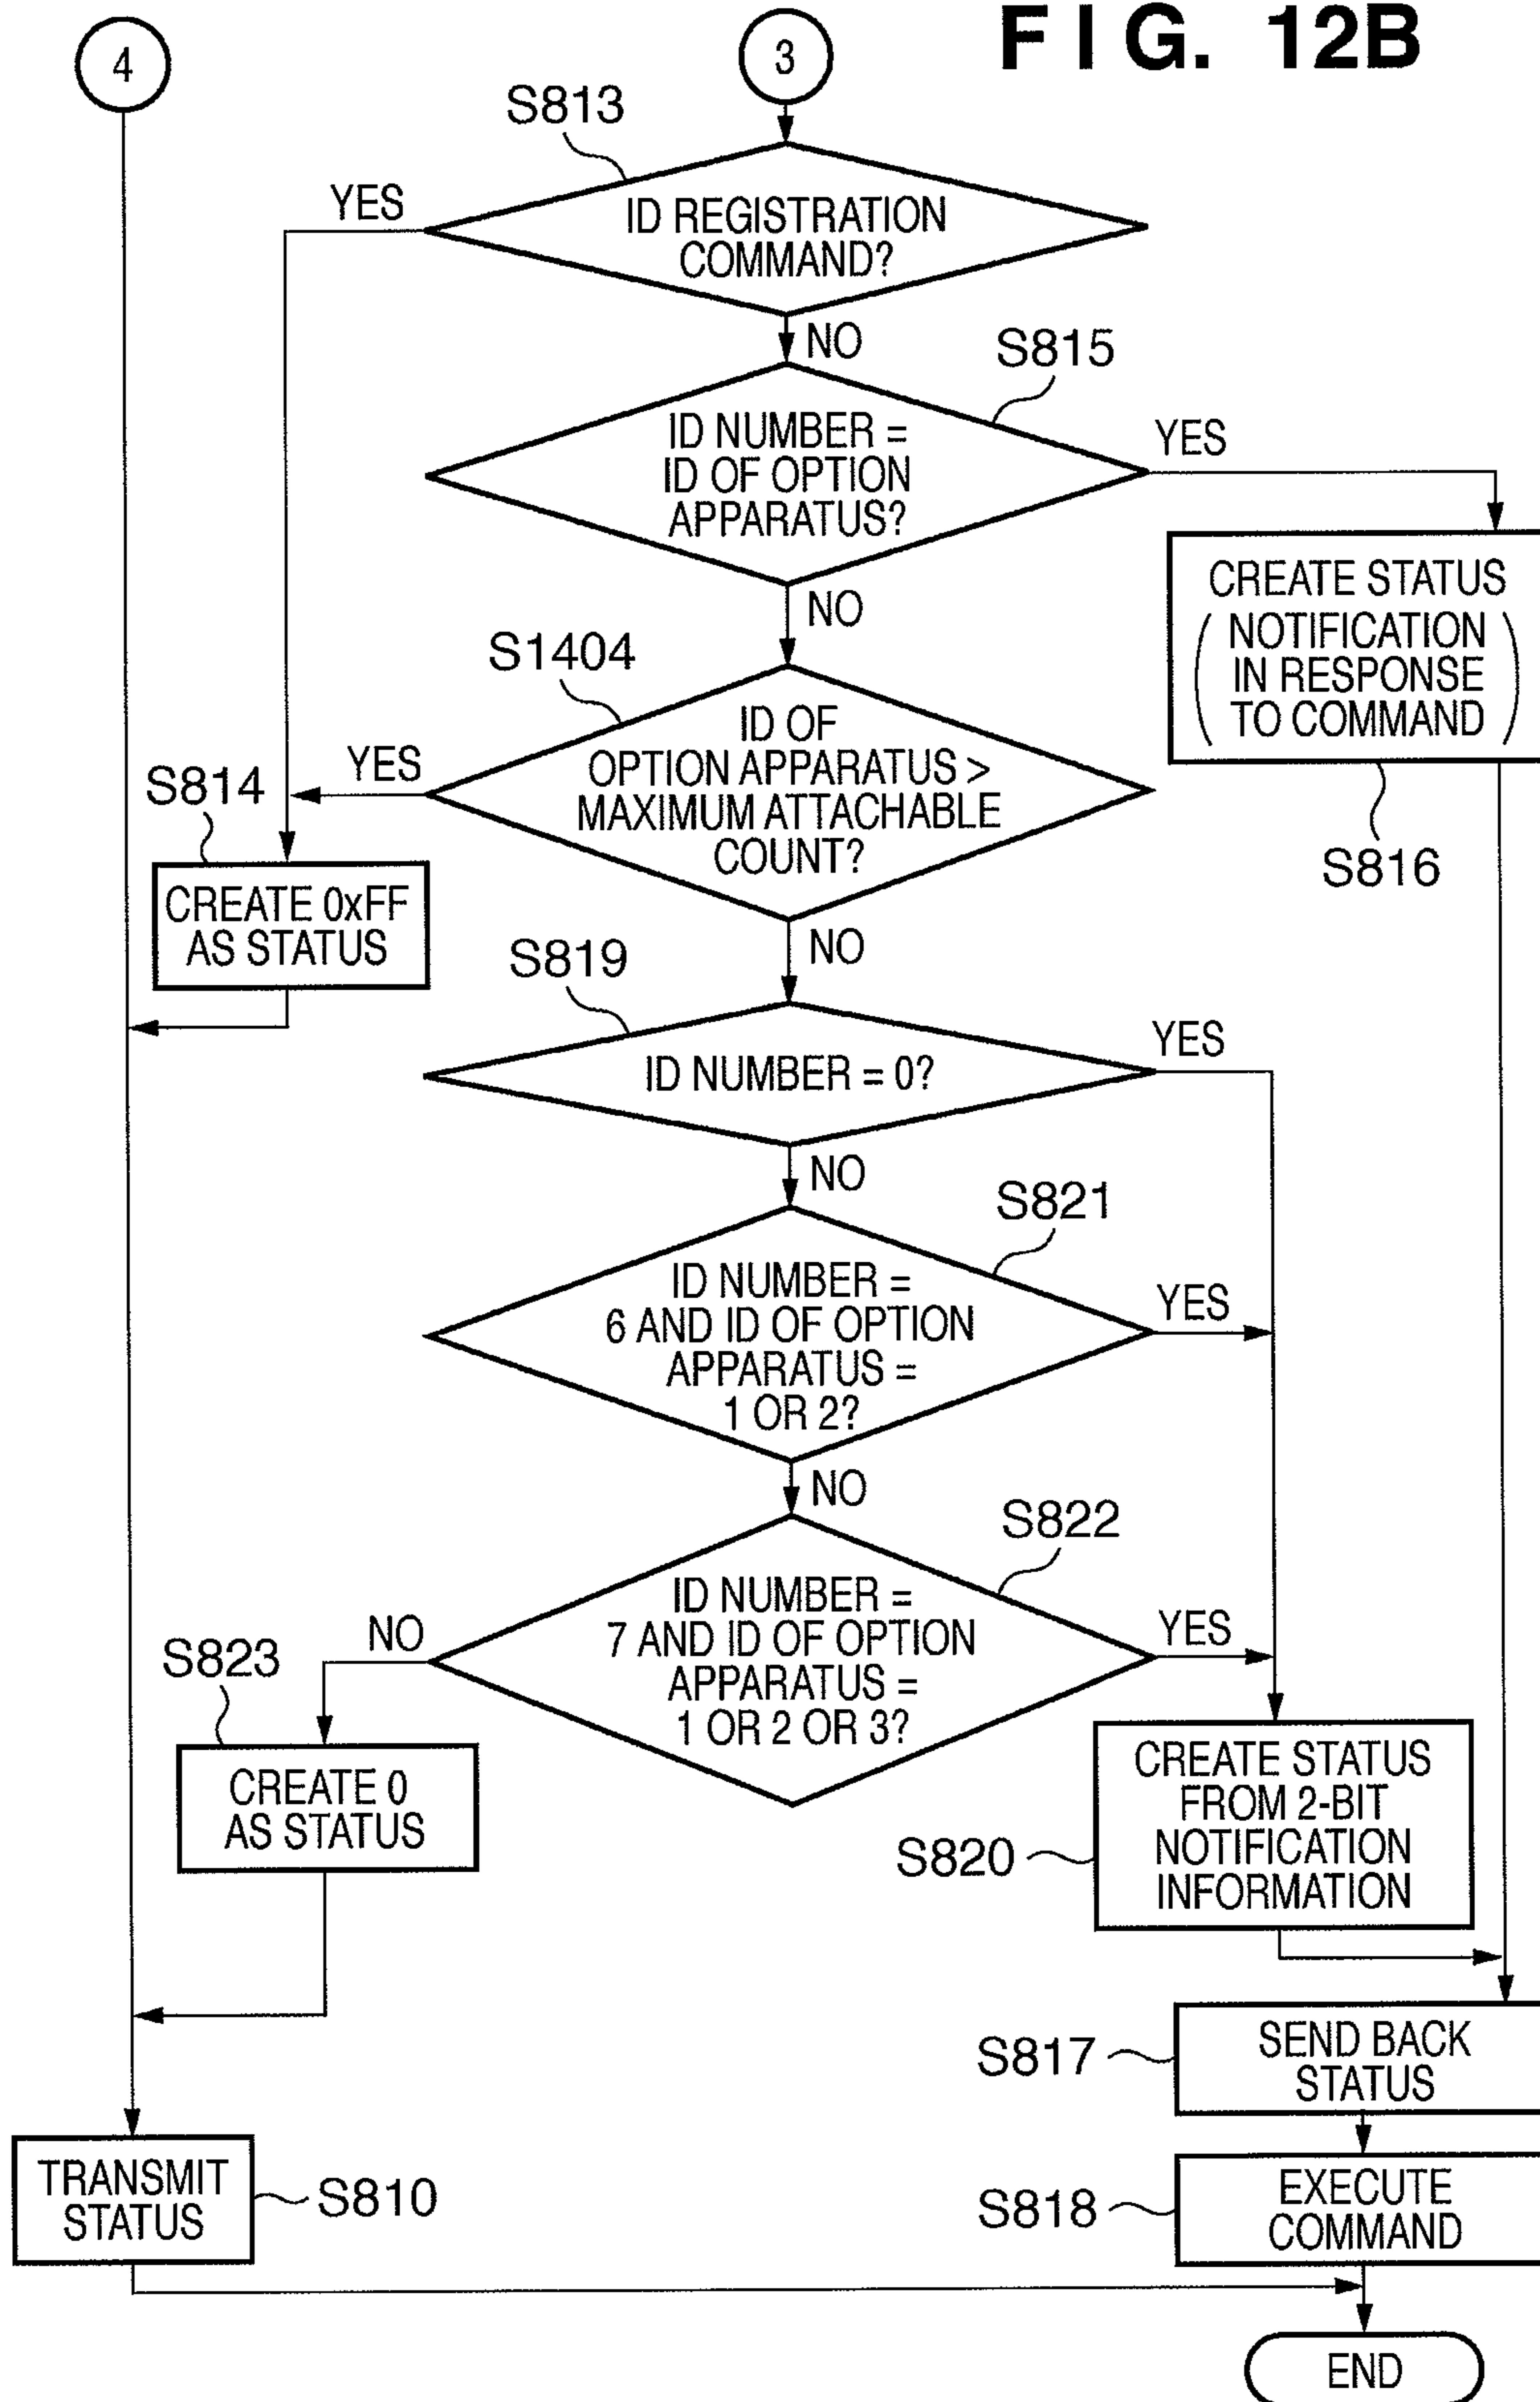 FIG. 12B
4
3
S813
YES
ID REGISTRATION
COMMAND?
NO
S815
ID NUMBER =
ID OF OPTION
APPARATUS?
YES
NO
CREATE STATUS
( NOTIFICATION
IN RESPONSE
TO COMMAND )
S816
S1404
ID OF
OPTION APPARATUS >
MAXIMUM ATTACHABLE
COUNT?
YES
S814
CREATE 0xFF
AS STATUS
NO
S819
ID NUMBER = 0?
YES
NO
S821
ID NUMBER =
6 AND ID OF OPTION
APPARATUS =
1 OR 2?
YES
NO
S822
ID NUMBER =
7 AND ID OF OPTION
APPARATUS =
1 OR 2 OR 3?
NO
YES
S823
CREATE 0
AS STATUS
CREATE STATUS
FROM 2-BIT
NOTIFICATION
INFORMATION
S820
SEND BACK
STATUS
S817
TRANSMIT
STATUS
S810
EXECUTE
COMMAND
S818
END